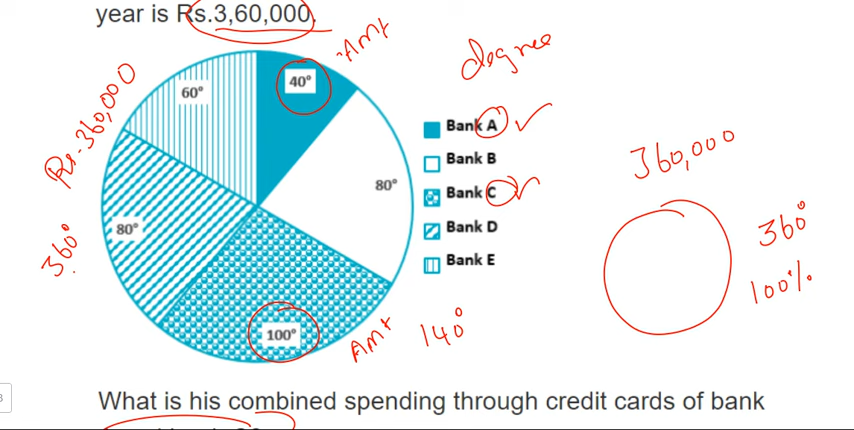 year is Rs.3,60,000.
Amt
degree
40°
60°
Rs. 360,000
Bank A
360,000
Bank B
80°
Bank C
80°
Bank D
360°
360°
Bank E
100%
100°
Amt
140°
What is his combined spending through credit cards of bank